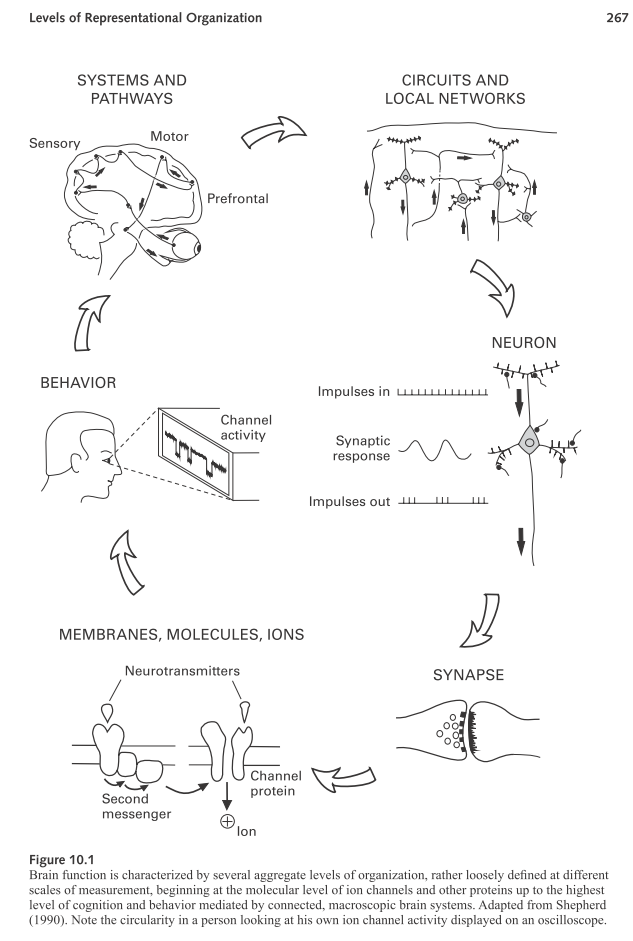 Levels of Representational Organization
267
SYSTEMS AND
PATHWAYS
CIRCUITS AND
LOCAL NETWORKS
Sensory
Motor
Prefrontal
NEURON
BEHAVIOR
Impulses in
Channel
activity
Synaptic
response
Impulses out
MEMBRANES, MOLECULES, IONS
Neurotransmitters
SYNAPSE
Channel
protein
Second
messenger
Ion
Figure 10.1
Brain function is characterized by several aggregate levels of organization, rather loosely defined at different
scales of measurement, beginning at the molecular level of ion channels and other proteins up to the highest
level of cognition and behavior mediated by connected, macroscopic brain systems. Adapted from Shepherd
(1990). Note the circularity in a person looking at his own ion channel activity displayed on an oscilloscope.